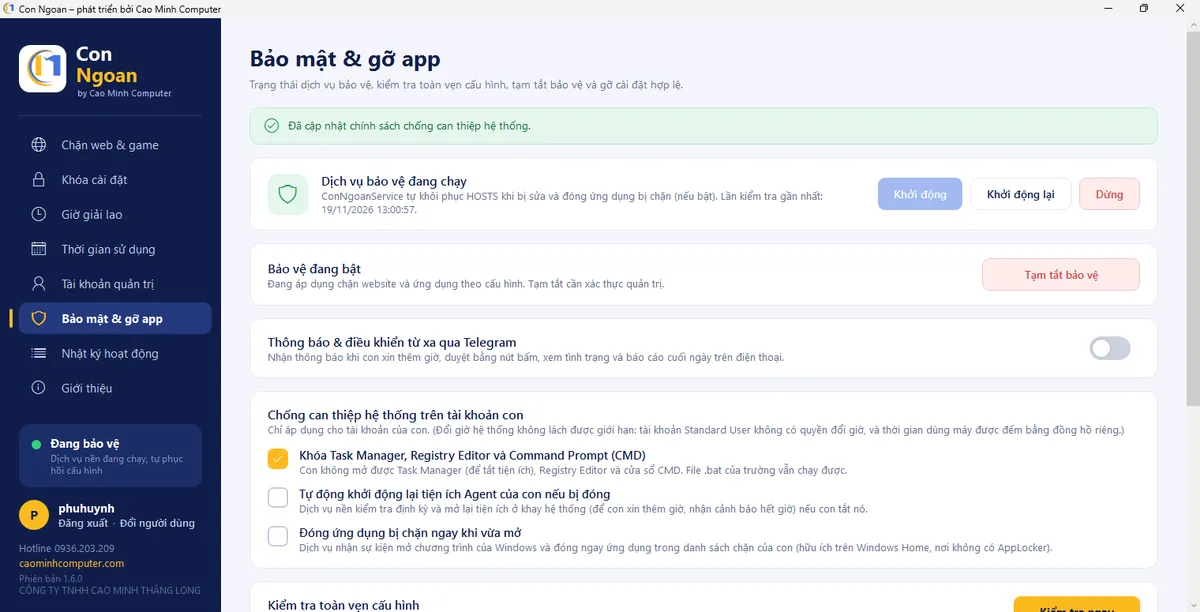 Con Ngoan – phát triển bởi Cao Minh Computer
Con
Ngoan
by Cao Minh Computer
Chặn web & game
Khóa cài đặt
Giờ giải lao
Thời gian sử dụng
Tài khoản quản trị
Bảo mật & gỡ app
Nhật ký hoạt động
Giới thiệu
Đang bảo vệ
Dịch vụ nền đang chạy, tự phục
hồi cấu hình
P
phuhuynh
Đăng xuất · Đổi người dùng
Hotline 0936.203.209
caominhcomputer.com
Phiên bản 1.6.0
CÔNG TY TNHH CAO MINH THĂNG LONG
Bảo mật & gỡ app
Trạng thái dịch vụ bảo vệ, kiểm tra toàn vẹn cấu hình, tạm tắt bảo vệ và gỡ cài đặt hợp lệ.
Đã cập nhật chính sách chống can thiệp hệ thống.
Dịch vụ bảo vệ đang chạy
ConNgoanService tự khôi phục HOSTS khi bị sửa và đóng ứng dụng bị chặn (nếu bật). Lần kiểm tra gần nhất:
19/11/2026 13:00:57.
Khởi động
Khởi động lại
Dừng
Bảo vệ đang bật
Đang áp dụng chặn website và ứng dụng theo cấu hình. Tạm tắt cần xác thực quản trị.
Tạm tắt bảo vệ
Thông báo & điều khiển từ xa qua Telegram
Nhận thông báo khi con xin thêm giờ, duyệt bằng nút bấm, xem tình trạng và báo cáo cuối ngày trên điện thoại.
Chống can thiệp hệ thống trên tài khoản con
Chỉ áp dụng cho tài khoản của con. (Đổi giờ hệ thống không lách được giới hạn: tài khoản Standard User không có quyền đổi giờ, và thời gian dùng máy được đếm bằng đồng hồ riêng.)
Khóa Task Manager, Registry Editor và Command Prompt (CMD)
Con không mở được Task Manager (để tắt tiện ích), Registry Editor và cửa sổ CMD. File .bat của trường vẫn chạy được.
Tự động khởi động lại tiện ích Agent của con nếu bị đóng
Dịch vụ nền kiểm tra định kỳ và mở lại tiện ích ở khay hệ thống (để con xin thêm giờ, nhận cảnh báo hết giờ) nếu con tắt nó.
Đóng ứng dụng bị chặn ngay khi vừa mở
Dịch vụ nhận sự kiện mở chương trình của Windows và đóng ngay ứng dụng trong danh sách chặn của con (hữu ích trên Windows Home, nơi không có AppLocker).
Kiểm tra toàn vẹn cấu hình
Kiểm tra ngay